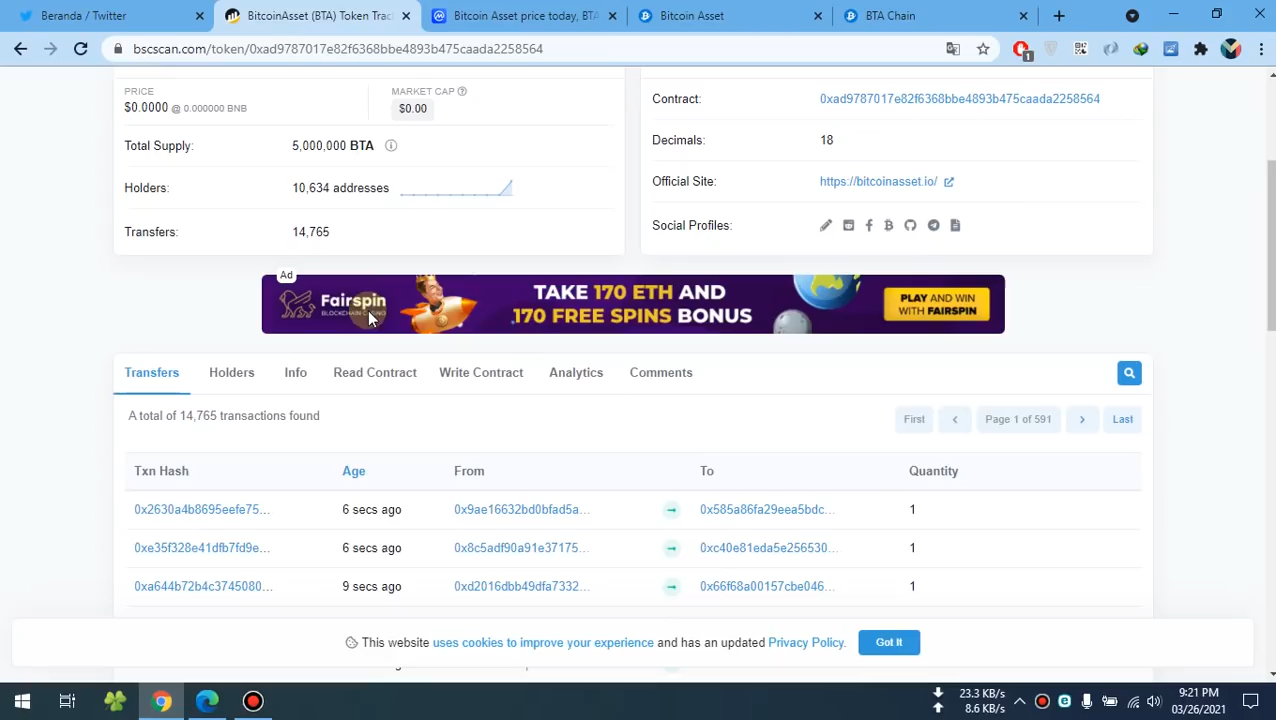 Beranda / Twitter
BitcoinAsset (BTA) Token Trac
Bitcoin Asset price today, BTA
Bitcoin Asset
BTA Chain
bscscan.com/token/0xad9787017e82f6368bbe4893b475caada2258564
1
PRICE
$0.0000 @ 0.000000 BNB
MARKET CAP
$0.00
Total Supply:
5,000,000 BTA
Holders:
10,634 addresses
Transfers:
14,765
Contract:
0xad9787017e82f6368bbe4893b475caada2258564
Decimals:
18
Official Site:
https://bitcoinasset.io/
Social Profiles:
Ad
Fairspin
BLOCKCHAIN CASINO
TAKE 170 ETH AND
170 FREE SPINS BONUS
PLAY AND WIN
WITH FAIRSPIN
Transfers
Holders
Info
Read Contract
Write Contract
Analytics
Comments
A total of 14,765 transactions found
First
Page 1 of 591
Last
Txn Hash
Age
From
To
Quantity
0x2630a4b8695eefe75...
6 secs ago
0x9ae16632bd0bfad5a...
0x585a86fa29eea5bdc...
1
0xe35f328e41dfb7fd9e...
6 secs ago
0x8c5adf90a91e37175...
0xc40e81eda5e256530...
1
0xa644b72b4c3745080...
9 secs ago
0xd2016dbb49dfa7332...
0x66f68a00157cbe046...
1
This website uses cookies to improve your experience and has an updated Privacy Policy.
Got It
23.3 KB/s
8.6 KB/s
9:21 PM
03/26/2021